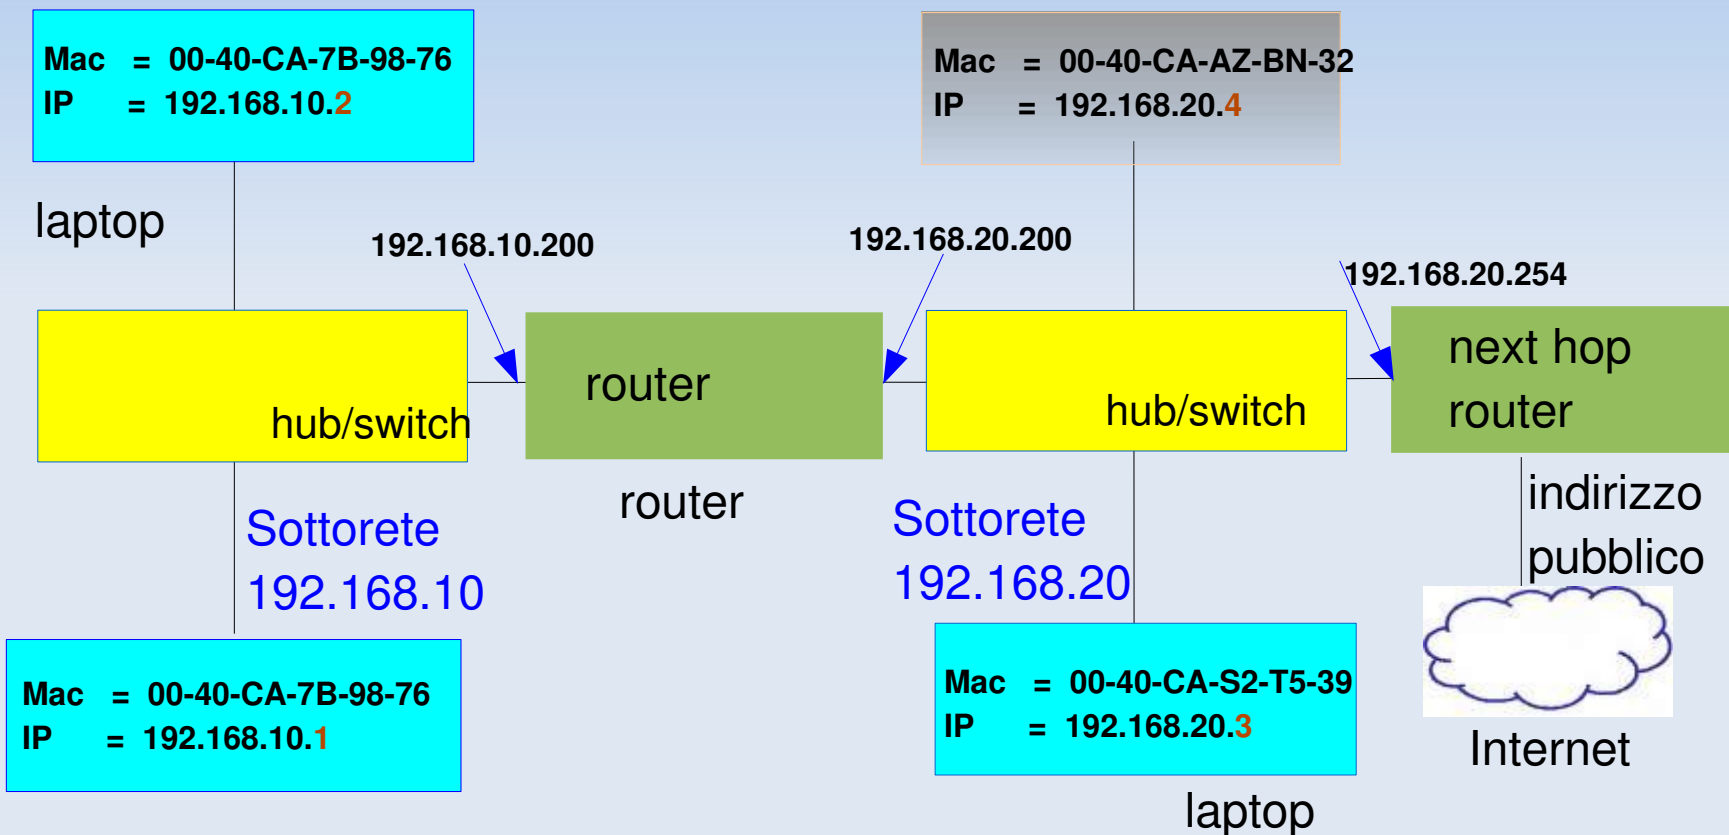 Mac = 00-40-CA-7B-98-76
IP = 192.168.10.2
Mac = 00-40-CA-AZ-BN-32
IP = 192.168.20.4
laptop
192.168.10.200
192.168.20.200
192.168.20.254
hub/switch
router
hub/switch
next hop
router
router
indirizzo
pubblico
Sottorete
192.168.10
Sottorete
192.168.20
Mac = 00-40-CA-7B-98-76
IP = 192.168.10.1
Mac = 00-40-CA-S2-T5-39
IP = 192.168.20.3
Internet
laptop